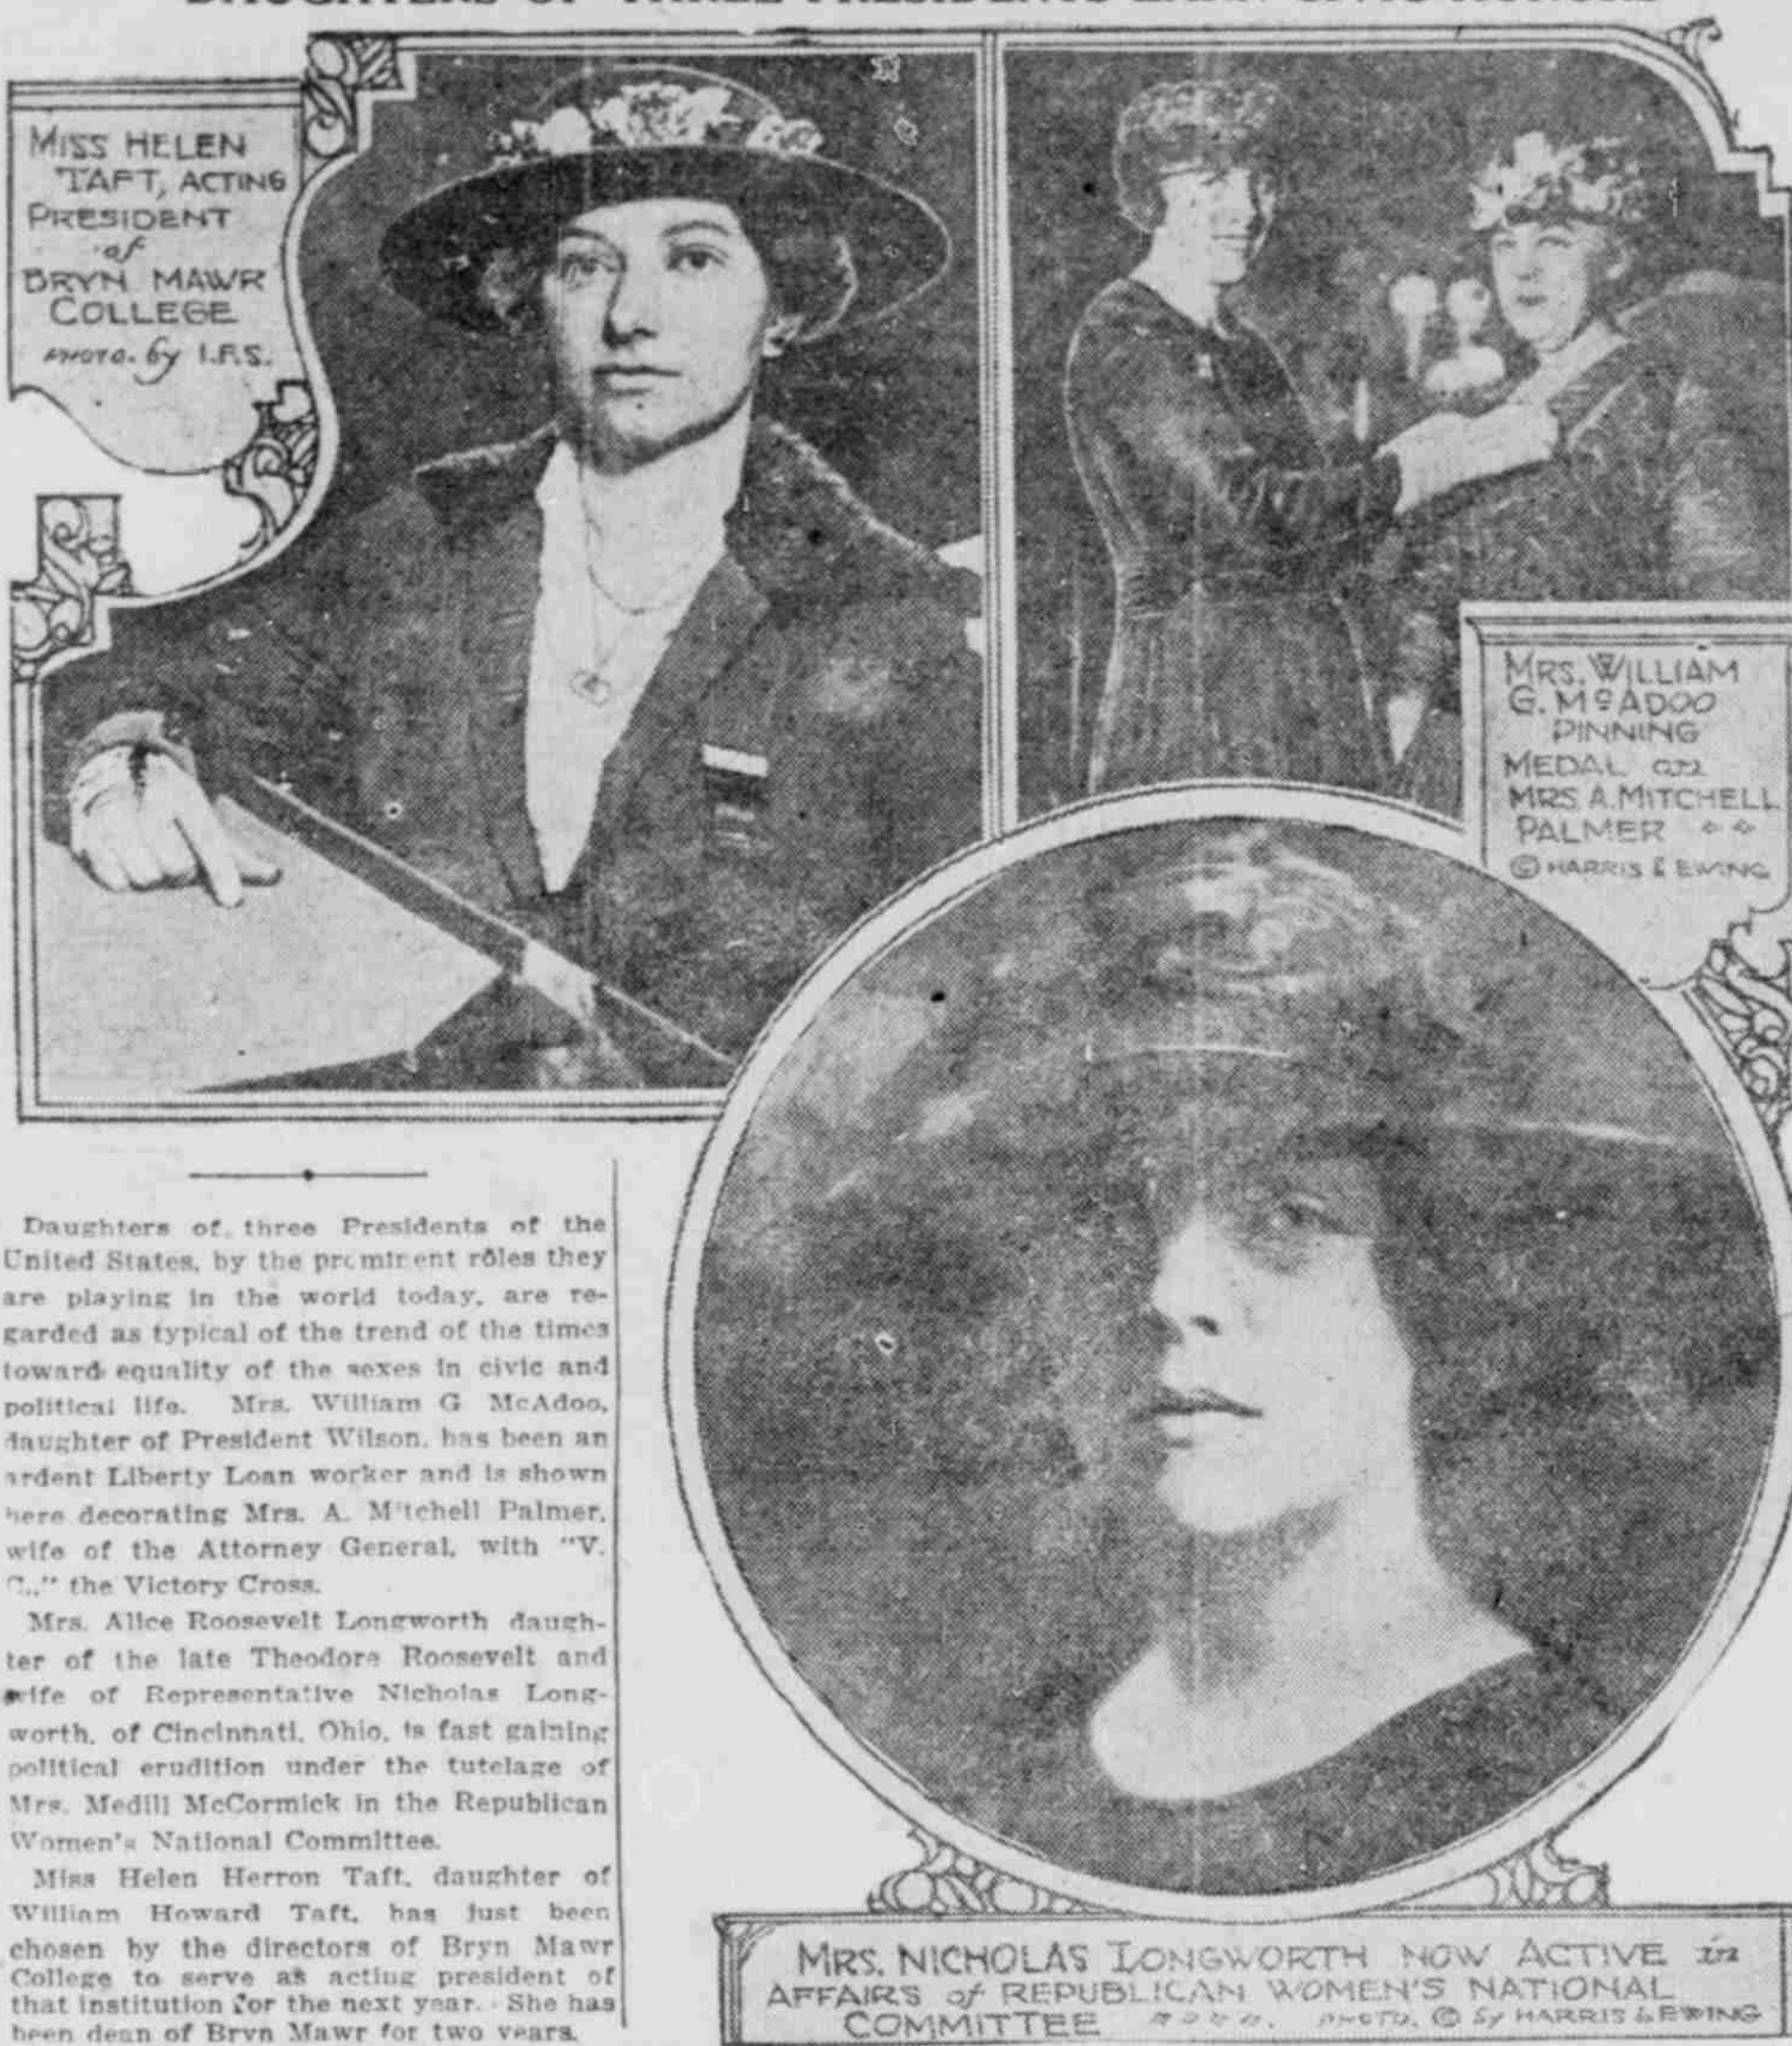 DAUGHTERS OF THREE PRESIDENTS EARN CIVIC HONORS
MISS HELEN
TAFT, ACTING
PRESIDENT
of
BRYN MAWR
COLLEGE
PHOTO. by I.F.S.
MRS. WILLIAM
G. McADOO
PINNING
MEDAL on
MRS A. MITCHELL
PALMER
© HARRIS & EWING
Daughters of three Presidents of the
United States, by the prominent rôles they
are playing in the world today, are re-
garded as typical of the trend of the times
toward equality of the sexes in civic and
political life. Mrs. William G McAdoo,
daughter of President Wilson, has been an
ardent Liberty Loan worker and is shown
here decorating Mrs. A. Mitchell Palmer,
wife of the Attorney General, with "V.
C.," the Victory Cross.
Mrs. Alice Roosevelt Longworth daugh-
ter of the late Theodore Roosevelt and
wife of Representative Nicholas Long-
worth, of Cincinnati, Ohio, is fast gaining
political erudition under the tutelage of
Mrs. Medill McCormick in the Republican
Women's National Committee.
Miss Helen Herron Taft, daughter of
William Howard Taft, has just been
chosen by the directors of Bryn Mawr
College to serve as acting president of
that institution for the next year. She has
been dean of Bryn Mawr for two years.
MRS. NICHOLAS LONGWORTH NOW ACTIVE in
AFFAIRS of REPUBLICAN WOMEN'S NATIONAL
COMMITTEE PHOTO. © by HARRIS & EWING